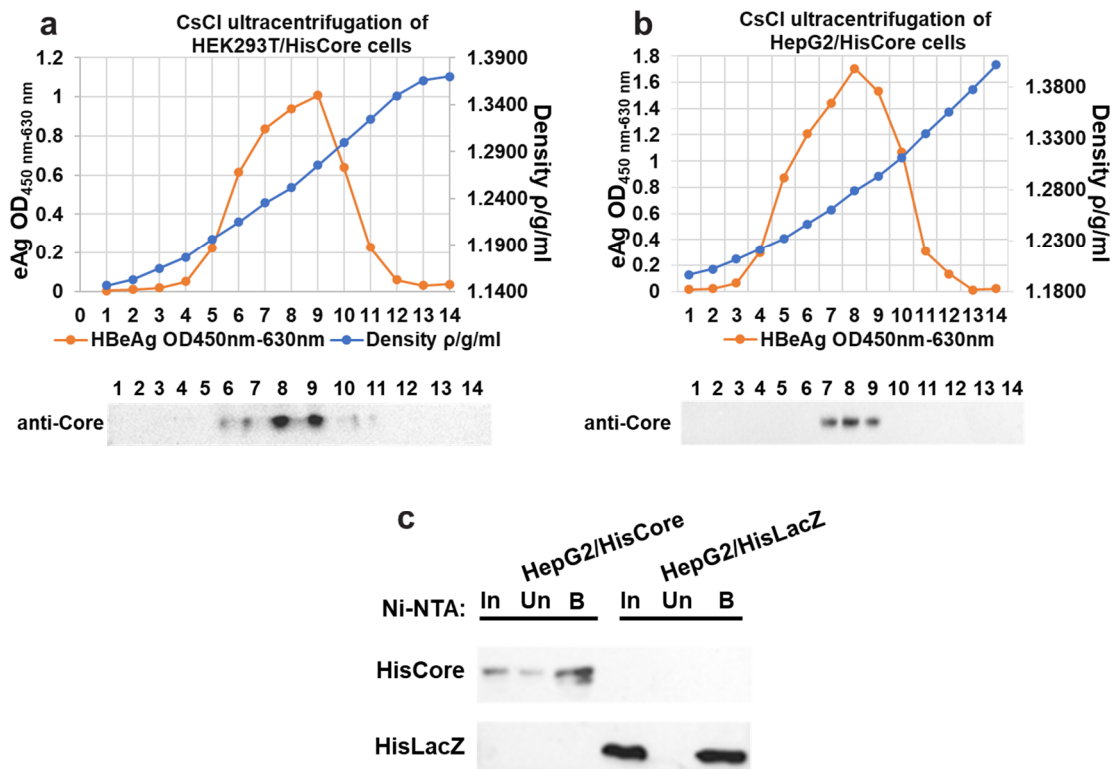 a
CsCl ultracentrifugation of
HEK293T/HisCore cells
eAg OD450 nm-630 nm
1.2
1
0.8
0.6
0.4
0.2
0
1.3900
1.3400
1.2900
1.2400
1.1900
1.1400
Density ρ/g/ml
0 1 2 3 4 5 6 7 8 9 10 11 12 13 14
HBeAg OD450nm-630nm Density ρ/g/ml
1 2 3 4 5 6 7 8 9 10 11 12 13 14
anti-Core
b
CsCl ultracentrifugation of
HepG2/HisCore cells
eAg OD450 nm-630 nm
1.8
1.6
1.4
1.2
1
0.8
0.6
0.4
0.2
0
1.3800
1.3300
1.2800
1.2300
1.1800
Density ρ/g/ml
1 2 3 4 5 6 7 8 9 10 11 12 13 14
HBeAg OD450nm-630nm
1 2 3 4 5 6 7 8 9 10 11 12 13 14
anti-Core
c
HepG2/HisCore
HepG2/HisLacZ
Ni-NTA: In Un B In Un B
HisCore
HisLacZ